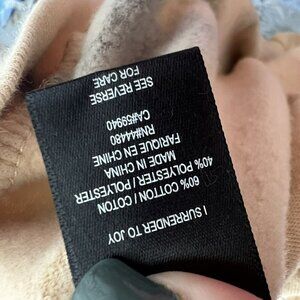 I SURRENDER TO JOY
60% COTTON / COTON
40% POLYESTER / POLYESTER
MADE IN CHINA
FARIQUE EN CHINE
RN#44480
CA#59940
SEE REVERSE
FOR CARE